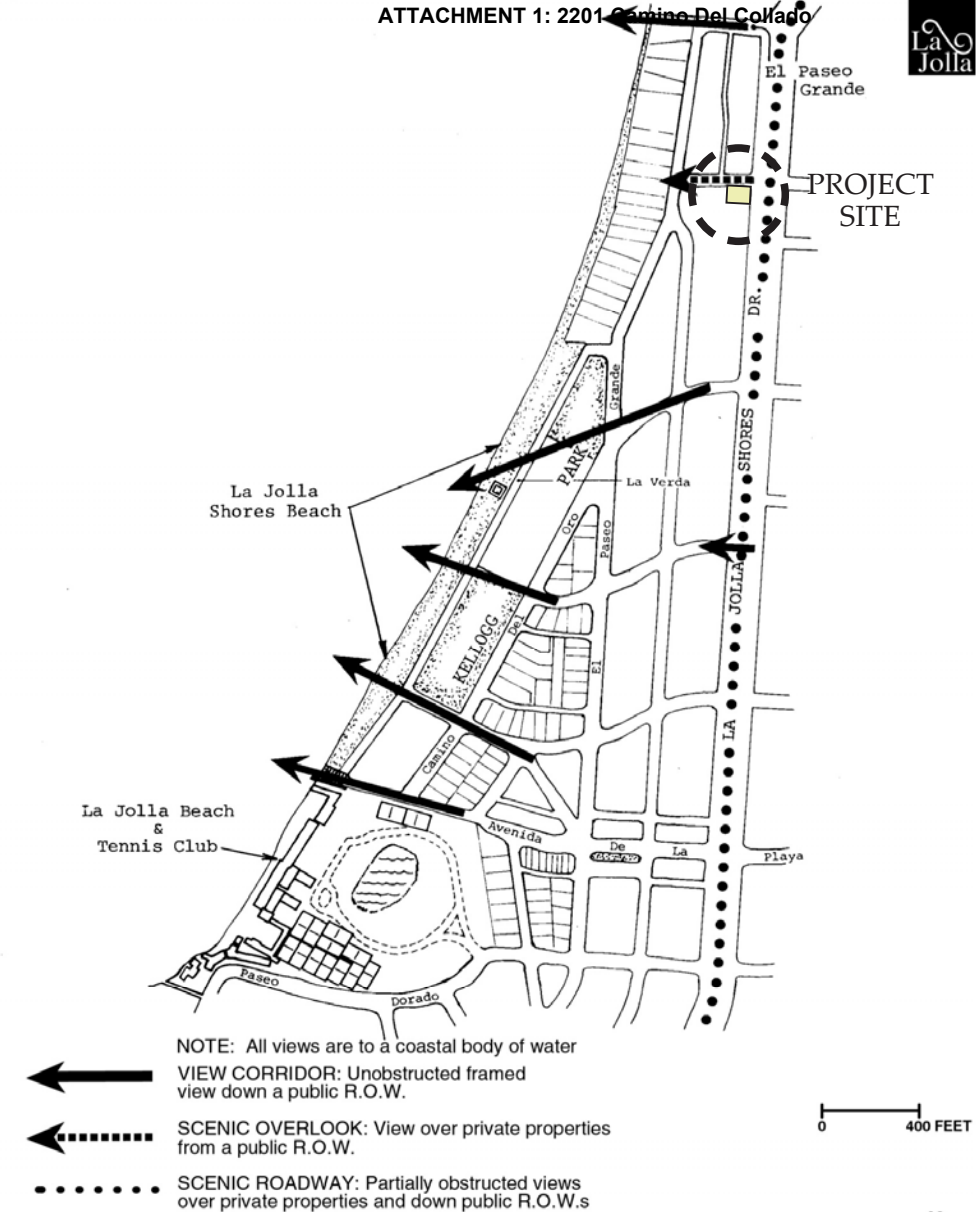 ATTACHMENT 1: 2201 Camino Del Collado
La
Jolla
El Paseo
Grande
PROJECT
SITE
DR.
SHORES
JOLLA
LA
Grande
PARK
La Verda
La Jolla
Shores Beach
Oro
Paseo
Del
El
KELLOGG
Camino
La Jolla Beach
&
Tennis Club
Avenida
De
La
Playa
Paseo
Dorado
NOTE: All views are to a coastal body of water
VIEW CORRIDOR: Unobstructed framed
view down a public R.O.W.
SCENIC OVERLOOK: View over private properties
from a public R.O.W.
SCENIC ROADWAY: Partially obstructed views
over private properties and down public R.O.W.s
0 400 FEET